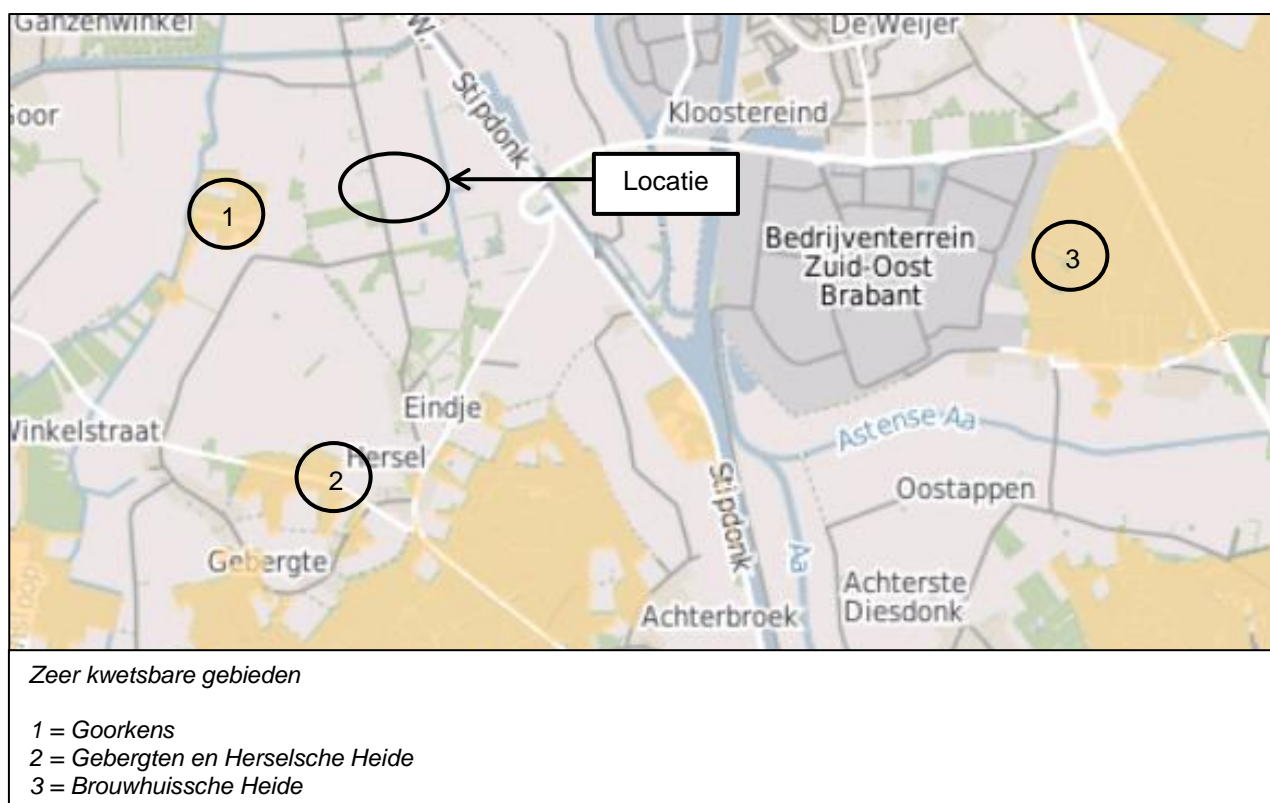 Ganzenwinkel
W.
De Weijer
Stipdonk
Kloostereind
Locatie
1
Bedrijventerrein
Zuid-Oost
Brabant
3
Eindje
Winkelstraat
Astense Aa
Hersel
2
Stipdonk
Oostappen
Gebergte
Aa
Achterste
Diesdonk
Achterbroek
Zeer kwetsbare gebieden
1 = Goorkens
2 = Gebergten en Herselsche Heide
3 = Brouwhuissche Heide